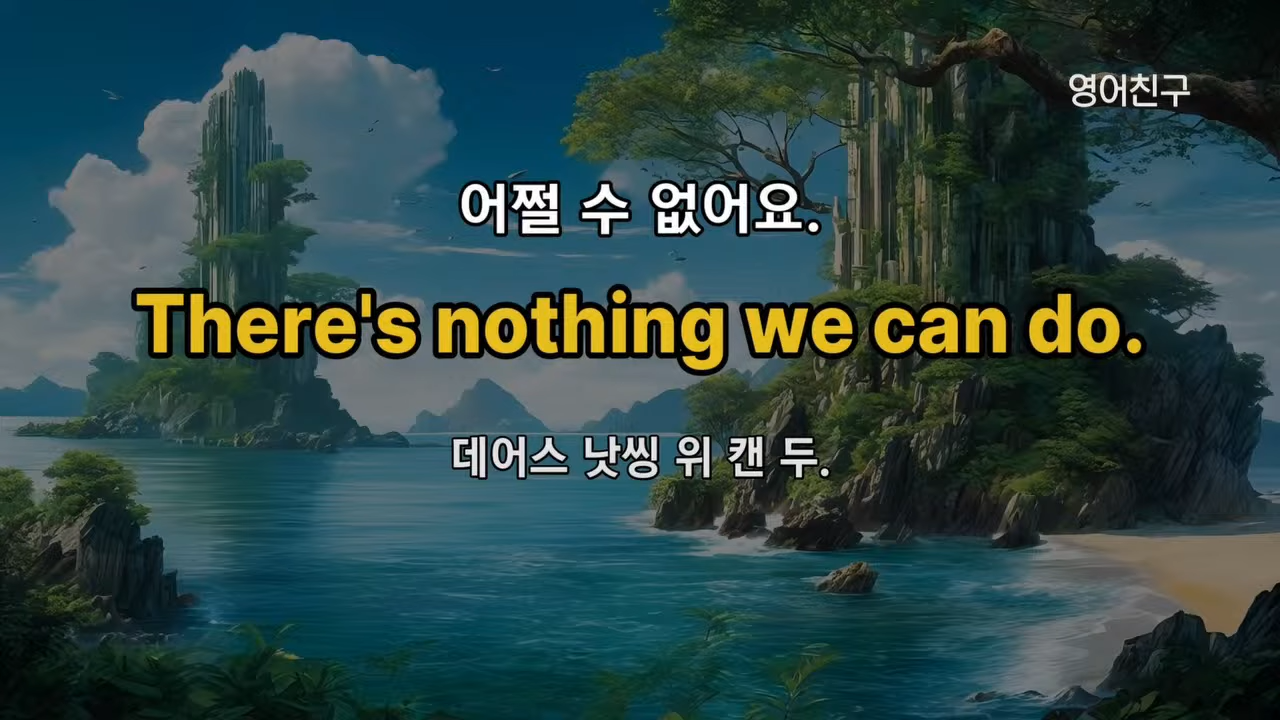 영어친구
어쩔 수 없어요.
There's nothing we can do.
데어스 낫씽 위 캔 두.